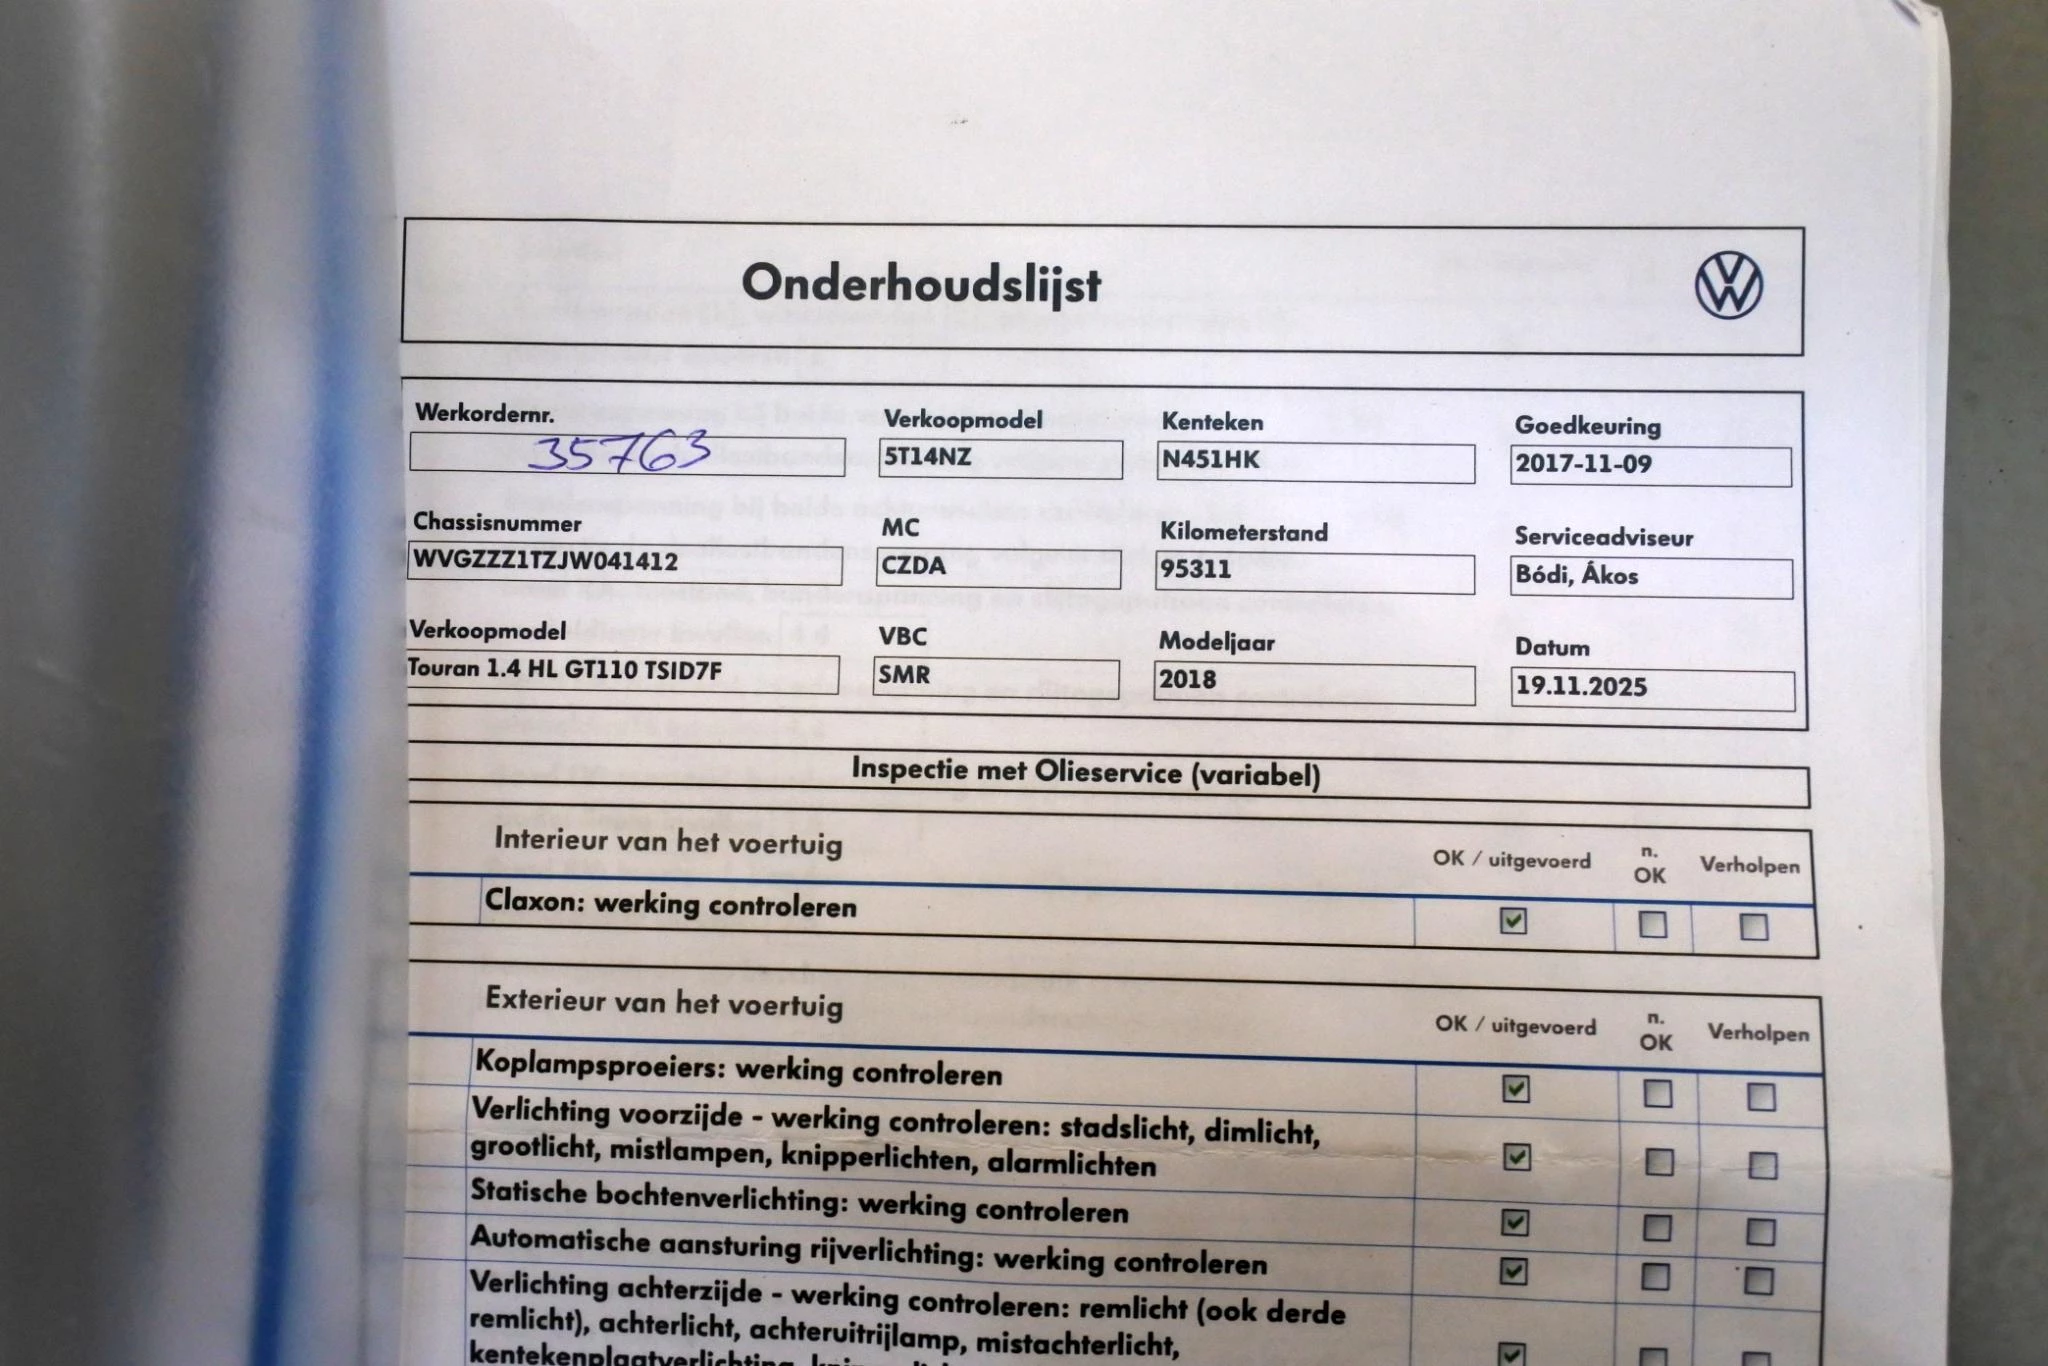 Onderhoudslijst
Werkordernr. Verkoopmodel Kenteken Goedkeuring
35763 5T14NZ N451HK 2017-11-09
Chassisnummer MC Kilometerstand Serviceadviseur
WVGZZZ1TZJW041412 CZDA 95311 Bódi, Ákos
Verkoopmodel VBC Modeljaar Datum
Touran 1.4 HL GT110 TSID7F SMR 2018 19.11.2025
Inspectie met Olieservice (variabel)
Interieur van het voertuig OK / uitgevoerd n. OK Verholpen
Claxon: werking controleren
Exterieur van het voertuig OK / uitgevoerd n. OK Verholpen
Koplampsproeiers: werking controleren
Verlichting voorzijde - werking controleren: stadslicht, dimlicht,
grootlicht, mistlampen, knipperlichten, alarmlichten
Statische bochtenverlichting: werking controleren
Automatische aansturing rijverlichting: werking controleren
Verlichting achterzijde - werking controleren: remlicht (ook derde
remlicht), achterlicht, achteruitrijlamp, mistachterlicht,
kentekenplaatverlichting,